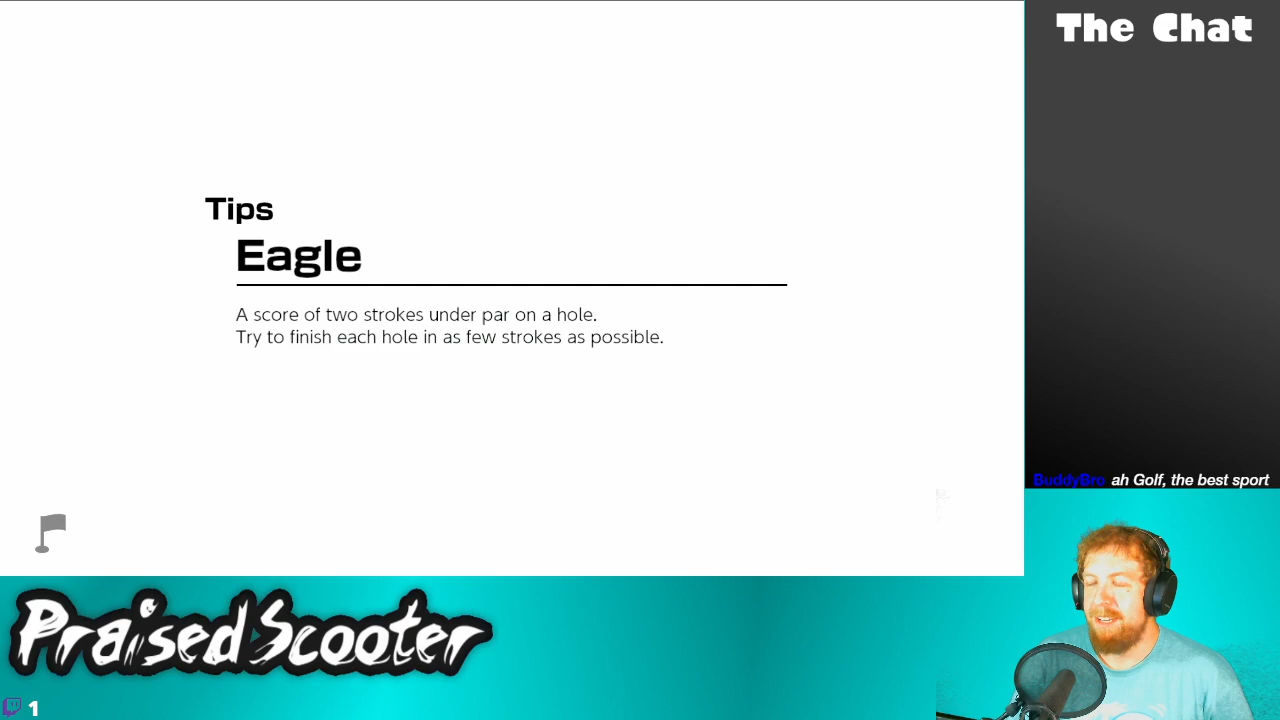 The Chat
Tips
Eagle
A score of two strokes under par on a hole.
Try to finish each hole in as few strokes as possible.
BuddyBro ah Golf, the best sport
PraisedScooter
1